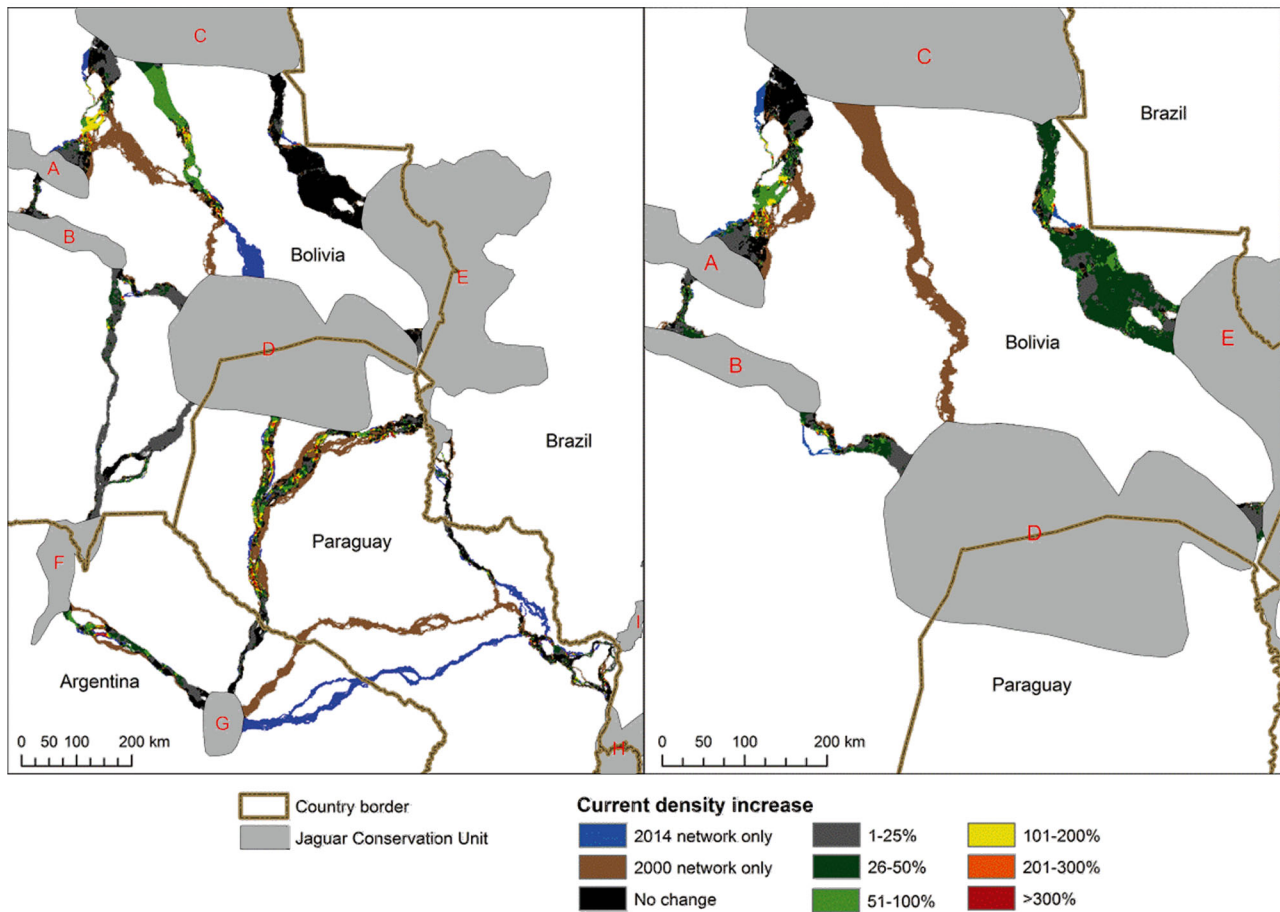 C
A
B
Bolivia
E
D
Brazil
Paraguay
F
I
Argentina
G
H
0 50 100 200 km
C
Brazil
A
Bolivia
E
B
D
Paraguay
0 50 100 200 km
Country border
Jaguar Conservation Unit
Current density increase
2014 network only
2000 network only
No change
1-25%
26-50%
51-100%
101-200%
201-300%
>300%